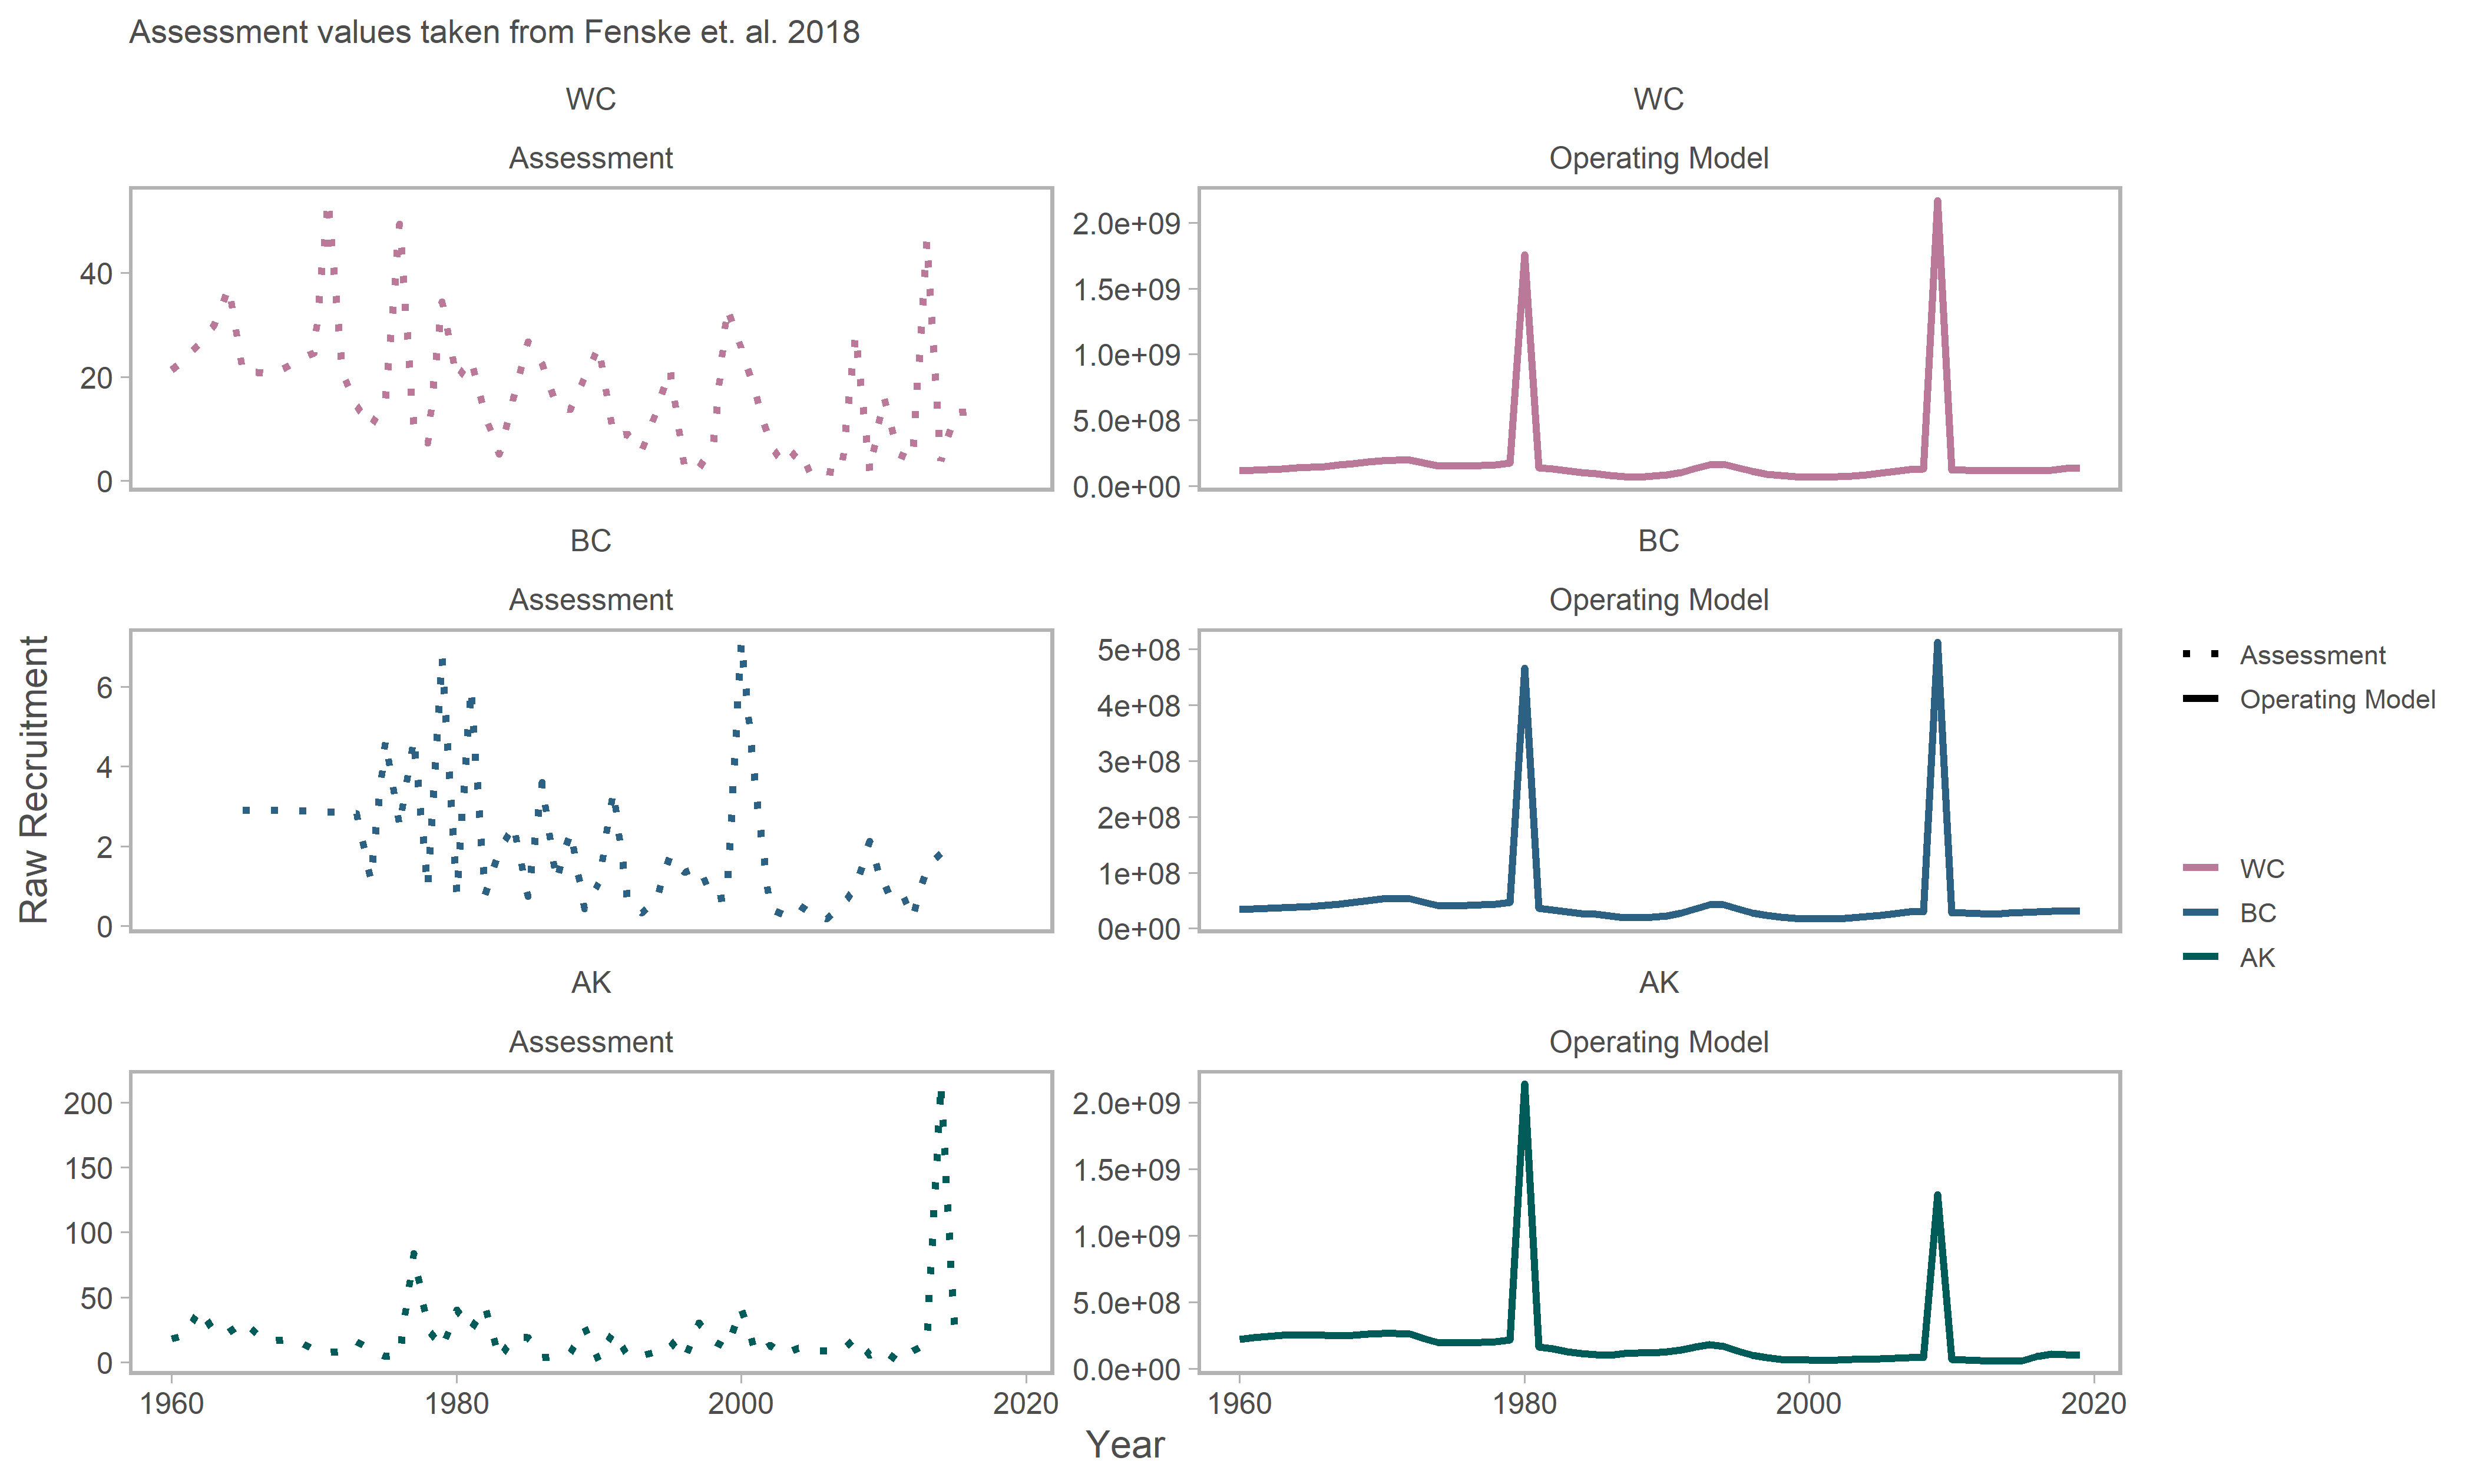 Assessment values taken from Fenske et. al. 2018
WC
Assessment
40
20
0
WC
Operating Model
2.0e+09
1.5e+09
1.0e+09
5.0e+08
0.0e+00
BC
Assessment
6
4
2
0
BC
Operating Model
5e+08
4e+08
3e+08
2e+08
1e+08
0e+00
AK
Assessment
200
150
100
50
0
1960 1980 2000 2020
AK
Operating Model
2.0e+09
1.5e+09
1.0e+09
5.0e+08
0.0e+00
1960 1980 2000 2020
Year
Raw Recruitment
Assessment
Operating Model
WC
BC
AK